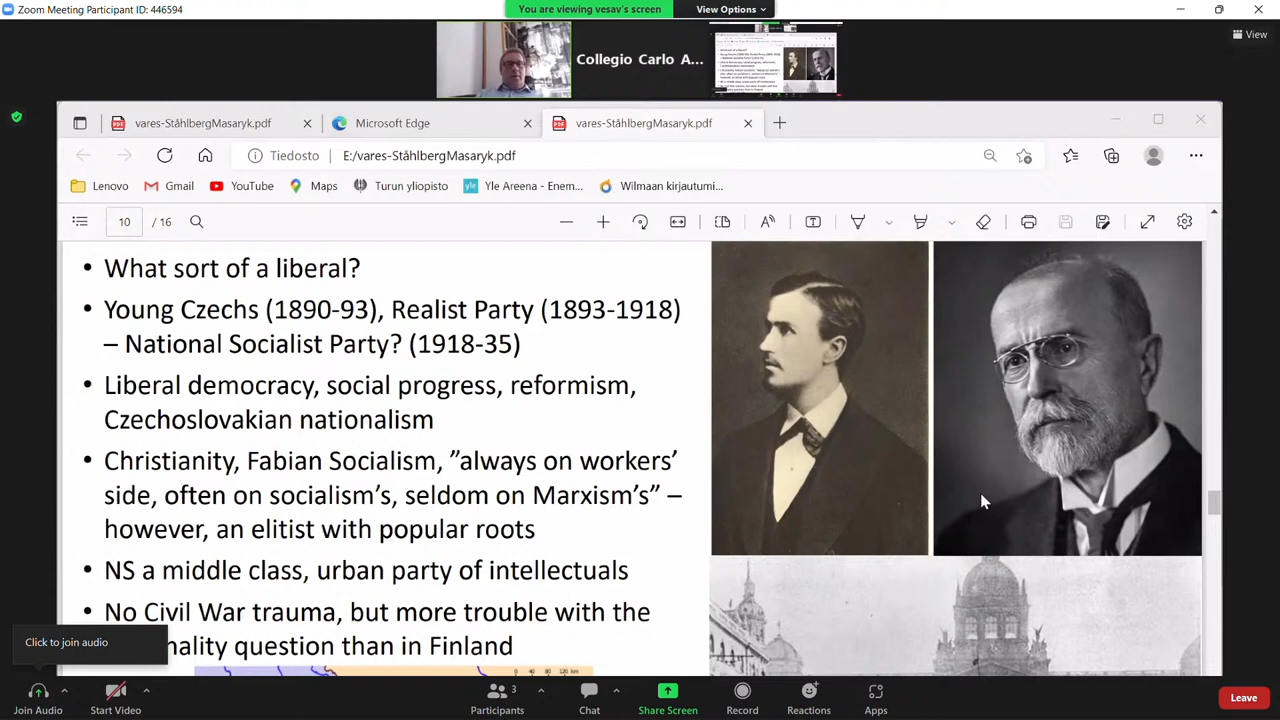 Zoom Meeting Participant ID: 446594
You are viewing vesav's screen
View Options
View
Collegio Carlo A...
vares-StåhlbergMasaryk.pdf
Microsoft Edge
vares-StåhlbergMasaryk.pdf
Tiedosto
E:/vares-StåhlbergMasaryk.pdf
Lenovo
Gmail
YouTube
Maps
Turun yliopisto
Yle Areena - Enem...
Wilmaan kirjautumi...
10 / 16
• What sort of a liberal?
• Young Czechs (1890-93), Realist Party (1893-1918)
– National Socialist Party? (1918-35)
• Liberal democracy, social progress, reformism,
Czechoslovakian nationalism
• Christianity, Fabian Socialism, ”always on workers’
side, often on socialism’s, seldom on Marxism’s” –
however, an elitist with popular roots
• NS a middle class, urban party of intellectuals
• No Civil War trauma, but more trouble with the
nality question than in Finland
0 40 80 120 km
Click to join audio
Join Audio
Start Video
Participants
3
Chat
Share Screen
Record
Reactions
Apps
Leave